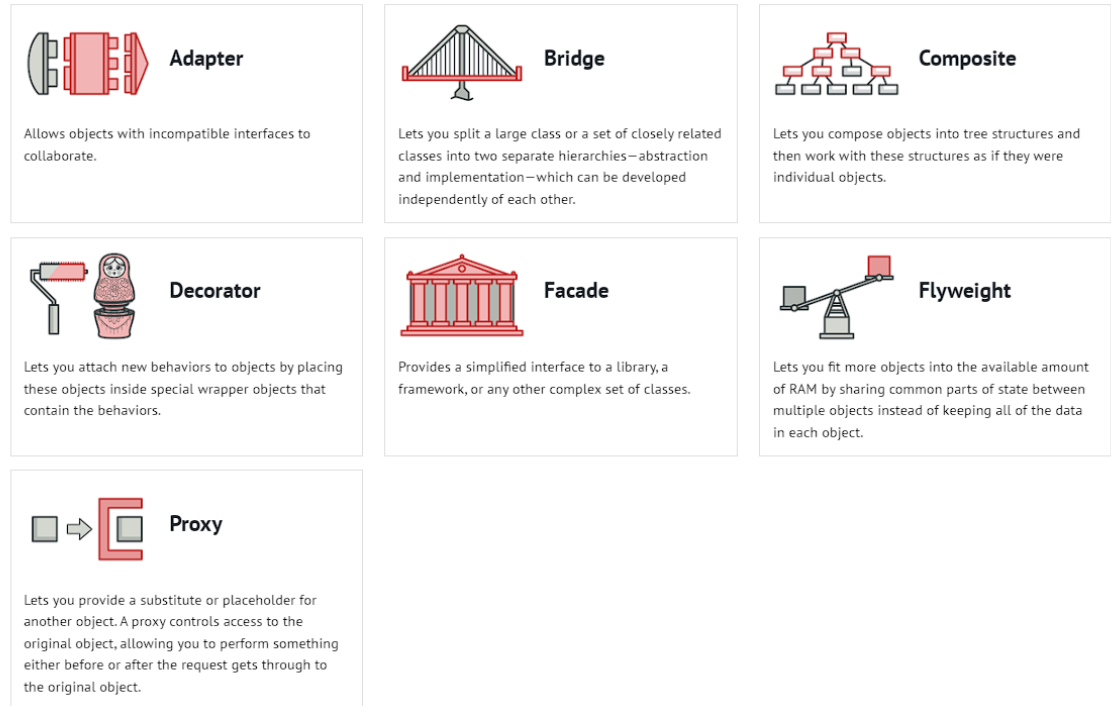 Adapter
Allows objects with incompatible interfaces to
collaborate.
Bridge
Lets you split a large class or a set of closely related
classes into two separate hierarchies—abstraction
and implementation—which can be developed
independently of each other.
Composite
Lets you compose objects into tree structures and
then work with these structures as if they were
individual objects.
Decorator
Lets you attach new behaviors to objects by placing
these objects inside special wrapper objects that
contain the behaviors.
Facade
Provides a simplified interface to a library, a
framework, or any other complex set of classes.
Flyweight
Lets you fit more objects into the available amount
of RAM by sharing common parts of state between
multiple objects instead of keeping all of the data
in each object.
Proxy
Lets you provide a substitute or placeholder for
another object. A proxy controls access to the
original object, allowing you to perform something
either before or after the request gets through to
the original object.